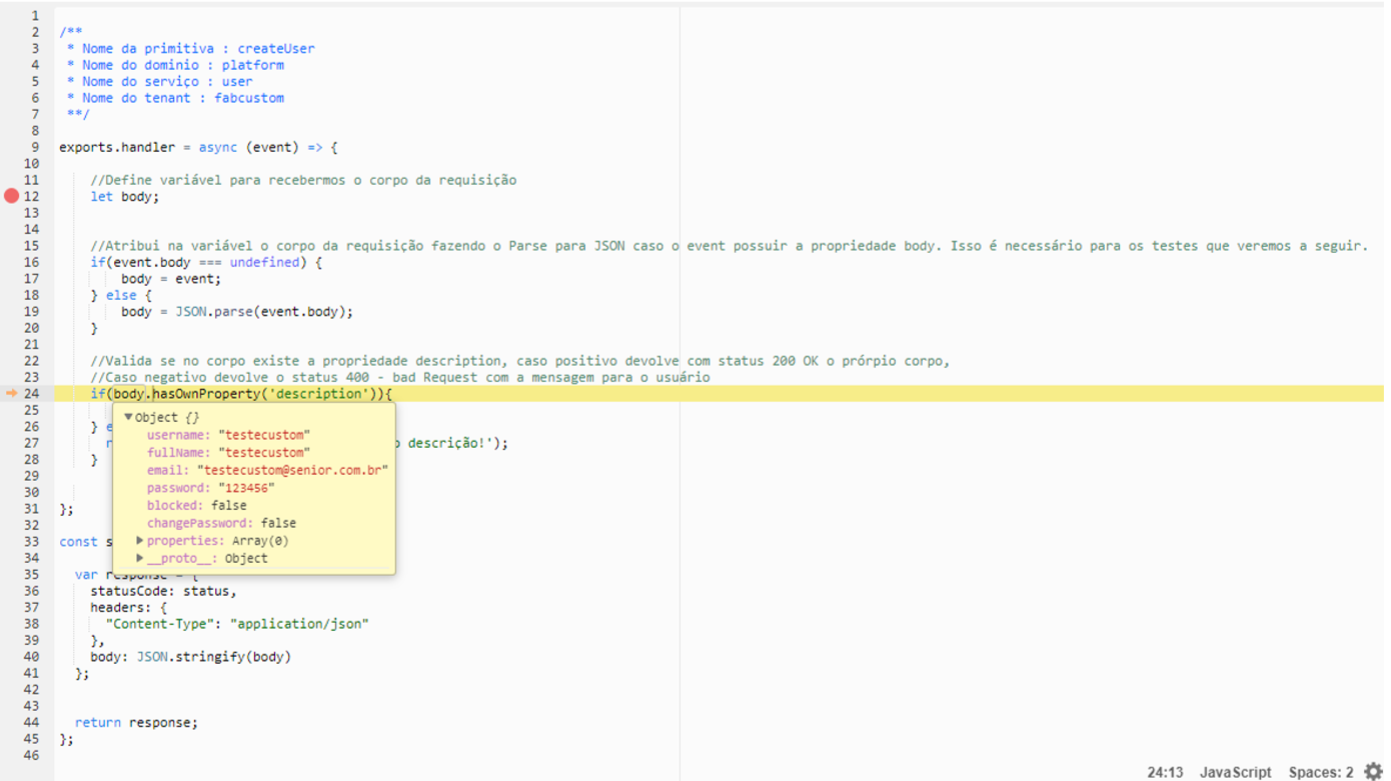 1
2 /**
3 * Nome da primitiva : createUser
4 * Nome do dominio : platform
5 * Nome do serviço : user
6 * Nome do tenant : fabcustom
7 **/
8
9 exports.handler = async (event) => {
10
11 //Define variável para recebermos o corpo da requisição
12 let body;
13
14
15 //Atribui na variável o corpo da requisição fazendo o Parse para JSON caso o event possuir a propriedade body. Isso é necessário para os testes que veremos a seguir.
16 if(event.body === undefined) {
17 body = event;
18 } else {
19 body = JSON.parse(event.body);
20 }
21
22 //Valida se no corpo existe a propriedade description, caso positivo devolve com status 200 OK o prórpio corpo,
23 //Caso negativo devolve o status 400 - bad Request com a mensagem para o usuário
24 if(body.hasOwnProperty('description')){
25
26 } e
27 descrição!');
28 }
29
30
31 };
32
33 const s
34
35 var response = {
36 statusCode: status,
37 headers: {
38 "Content-Type": "application/json"
39 },
40 body: JSON.stringify(body)
41 };
42
43
44 return response;
45 };
46
▼Object {}
username: "testecustom"
fullName: "testecustom"
email: "testecustom@senior.com.br"
password: "123456"
blocked: false
changePassword: false
▶properties: Array(0)
▶__proto__: Object
24:13 JavaScript Spaces: 2